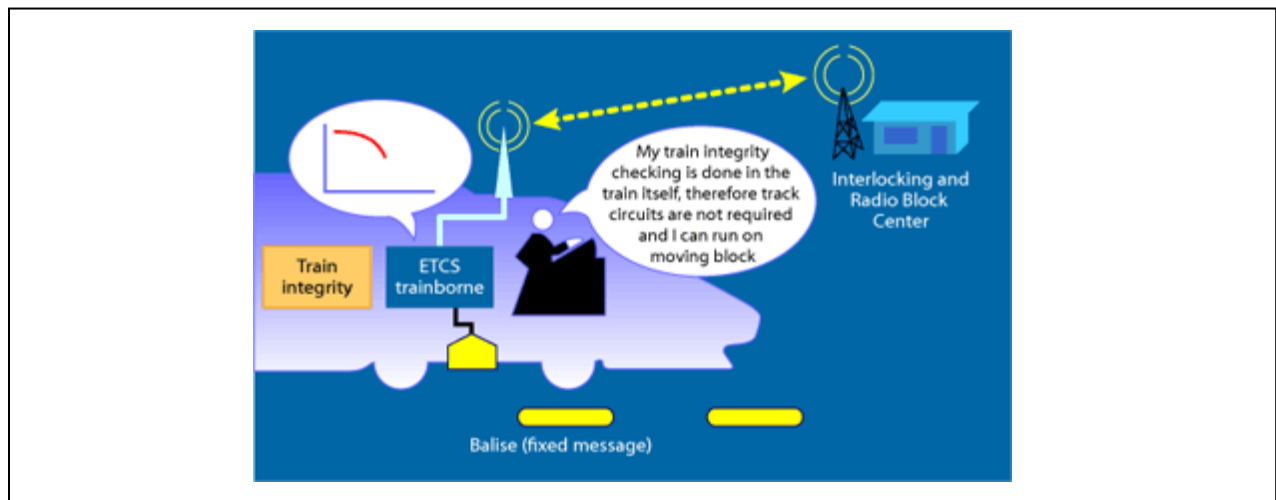 My train integrity
checking is done in the
train itself, therefore track
circuits are not required
and I can run on
moving block
Interlocking and
Radio Block
Center
Train
integrity
ETCS
trainborne
Balise (fixed message)